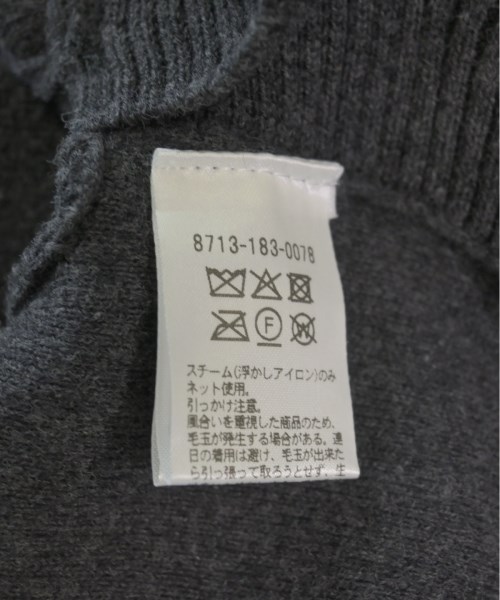 8713-183-0078
F
W
スチーム(浮かしアイロン)のみ
ネット使用。
引っかけ注意。
風合いを重視した商品のため、
毛玉が発生する場合がある。連
日の着用は避け、毛玉が出来た
ら引っ張って取ろうとせず、生